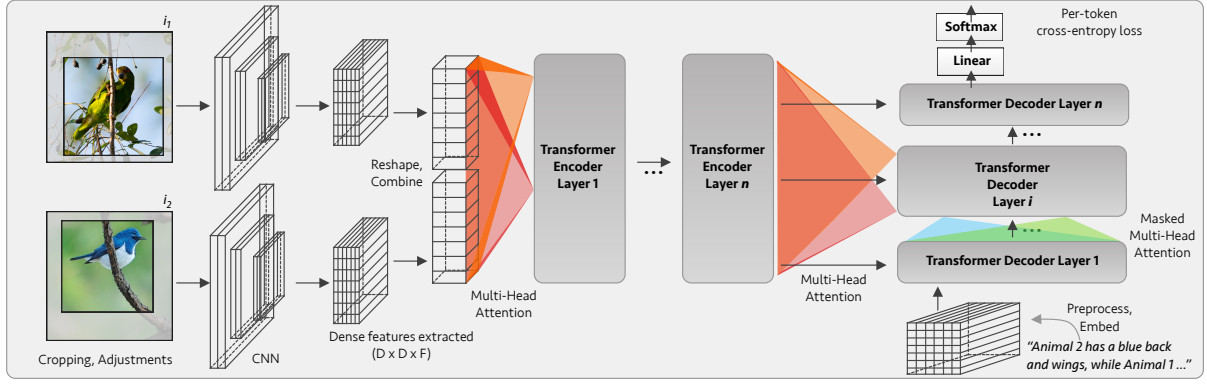 i1
i2
Cropping, Adjustments
CNN
Dense features extracted
(D x D x F)
Reshape,
Combine
Multi-Head
Attention
Transformer
Encoder
Layer 1
...
Transformer
Encoder
Layer n
Multi-Head
Attention
Per-token
cross-entropy loss
Softmax
Linear
Transformer Decoder Layer n
...
Transformer
Decoder
Layer i
...
Masked
Multi-Head
Attention
Transformer Decoder Layer 1
Preprocess,
Embed
“Animal 2 has a blue back
and wings, while Animal 1 ...”